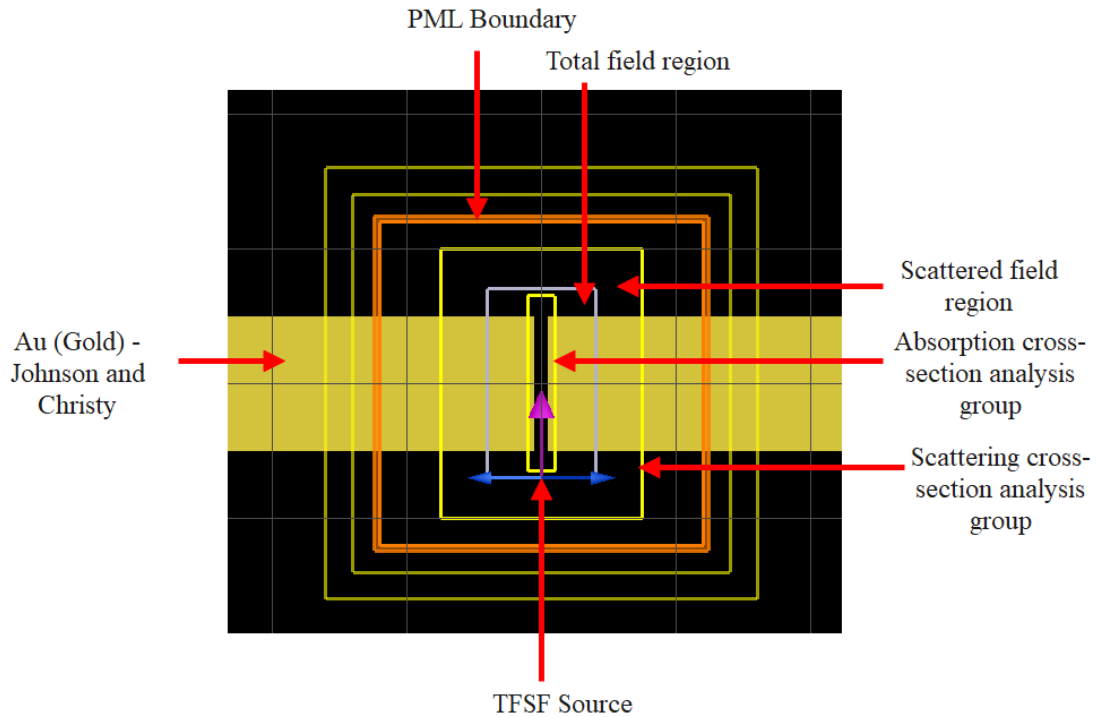 PML Boundary
Total field region
Scattered field
region
Au (Gold) -
Johnson and
Christy
Absorption cross-
section analysis
group
Scattering cross-
section analysis
group
TFSF Source